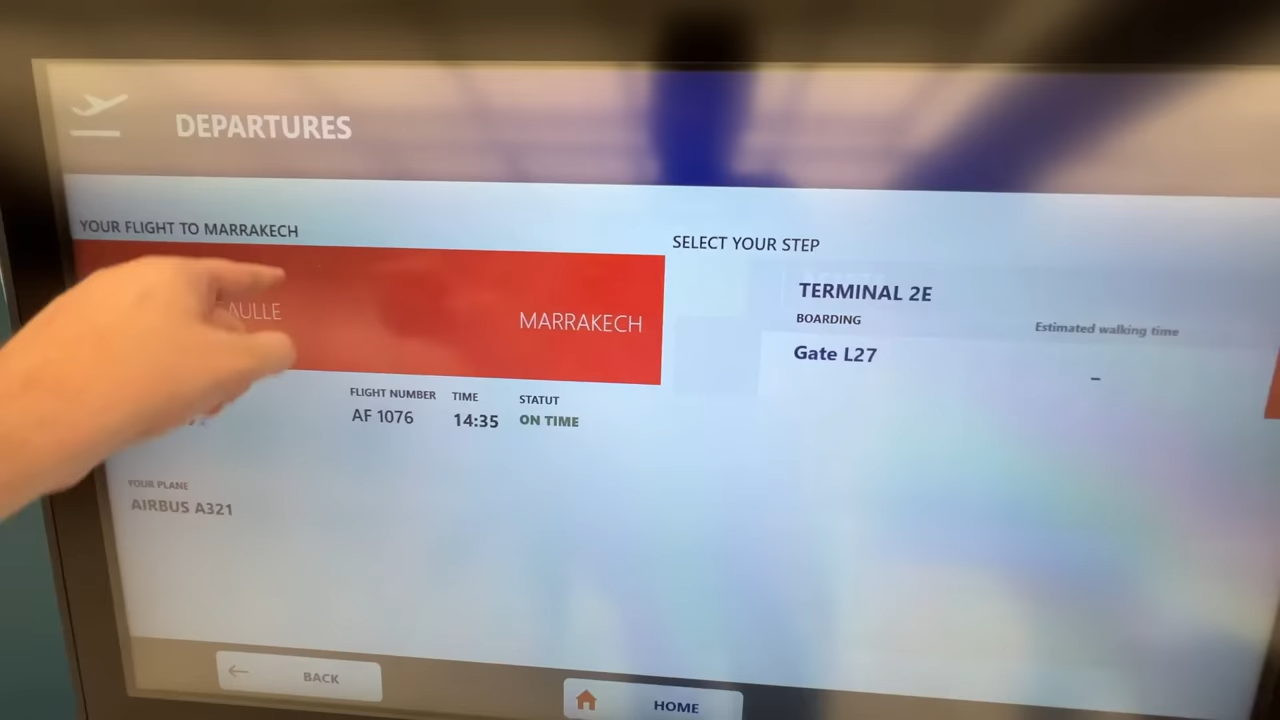 DEPARTURES
YOUR FLIGHT TO MARRAKECH
AULLE
MARRAKECH
FLIGHT NUMBER
TIME
STATUT
AF 1076
14:35
ON TIME
YOUR PLANE
AIRBUS A321
SELECT YOUR STEP
TERMINAL 2E
BOARDING
Estimated walking time
Gate L27
–
BACK
HOME